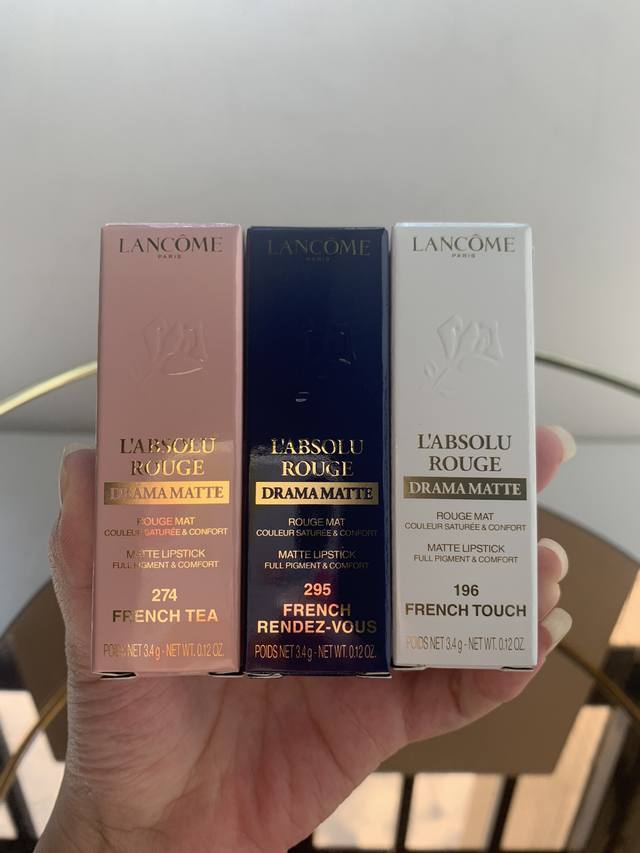 LANCÔME
PARIS
L'ABSOLU
ROUGE
DRAMA MATTE
ROUGE MAT
COULEUR SATURÉE & CONFORT
MATTE LIPSTICK
FULL PIGMENT & COMFORT
274
FRENCH TEA
POIDS NET 3.4 g - NET WT. 0.12 OZ.
LANCÔME
PARIS
L'ABSOLU
ROUGE
DRAMA MATTE
ROUGE MAT
COULEUR SATURÉE & CONFORT
MATTE LIPSTICK
FULL PIGMENT & COMFORT
295
FRENCH
RENDEZ-VOUS
POIDS NET 3.4 g - NET WT. 0.12 OZ.
LANCÔME
PARIS
L'ABSOLU
ROUGE
DRAMA MATTE
ROUGE MAT
COULEUR SATURÉE & CONFORT
MATTE LIPSTICK
FULL PIGMENT & COMFORT
196
FRENCH TOUCH
POIDS NET 3.4 g - NET WT. 0.12 OZ.